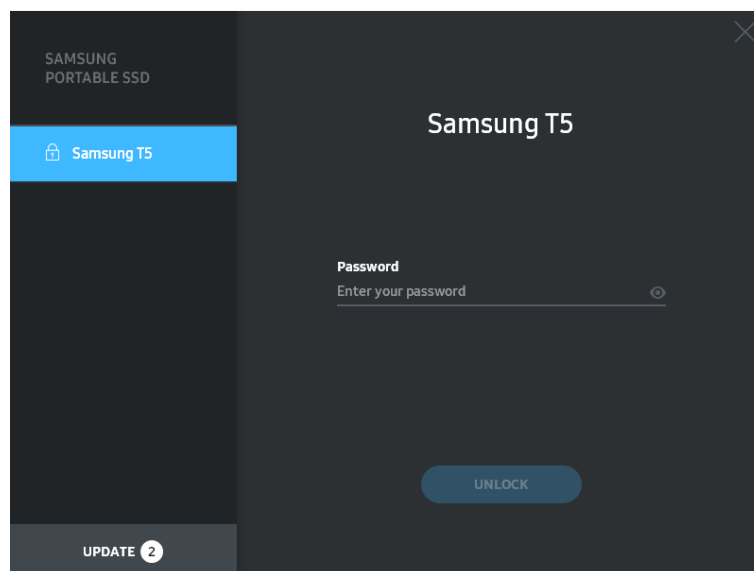 SAMSUNG
PORTABLE SSD
Samsung T5
Samsung T5
Password
Enter your password
UNLOCK
UPDATE 2